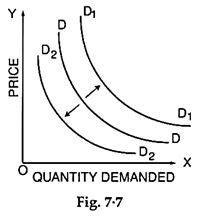 Y
D₁
D
D₂
PRICE
D₁
D
D₂
O
X
QUANTITY DEMANDED
Fig. 7·7